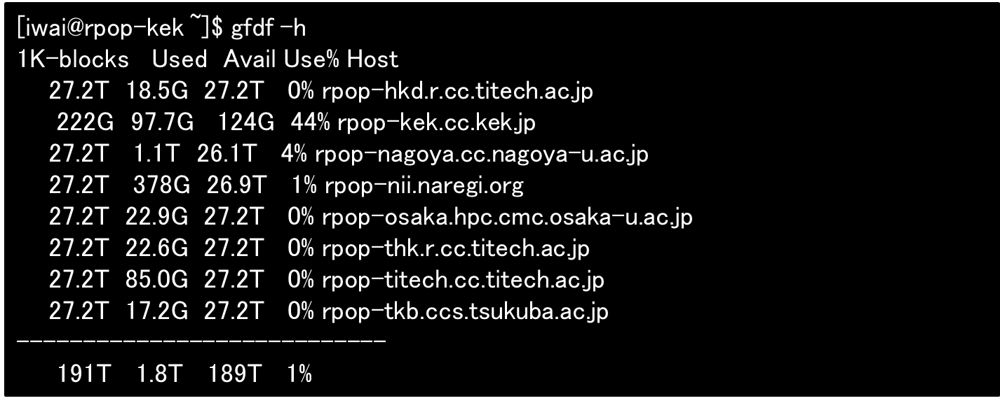 [iwai@rpop-kek ~]$ gfdf -h
1K-blocks Used Avail Use% Host
27.2T 18.5G 27.2T 0% rpop-hkd.r.cc.titech.ac.jp
222G 97.7G 124G 44% rpop-kek.cc.kek.jp
27.2T 1.1T 26.1T 4% rpop-nagoya.cc.nagoya-u.ac.jp
27.2T 378G 26.9T 1% rpop-nii.naregi.org
27.2T 22.9G 27.2T 0% rpop-osaka.hpc.cmc.osaka-u.ac.jp
27.2T 22.6G 27.2T 0% rpop-thk.r.cc.titech.ac.jp
27.2T 85.0G 27.2T 0% rpop-titech.cc.titech.ac.jp
27.2T 17.2G 27.2T 0% rpop-tkb.ccs.tsukuba.ac.jp
----------------------------
191T 1.8T 189T 1%